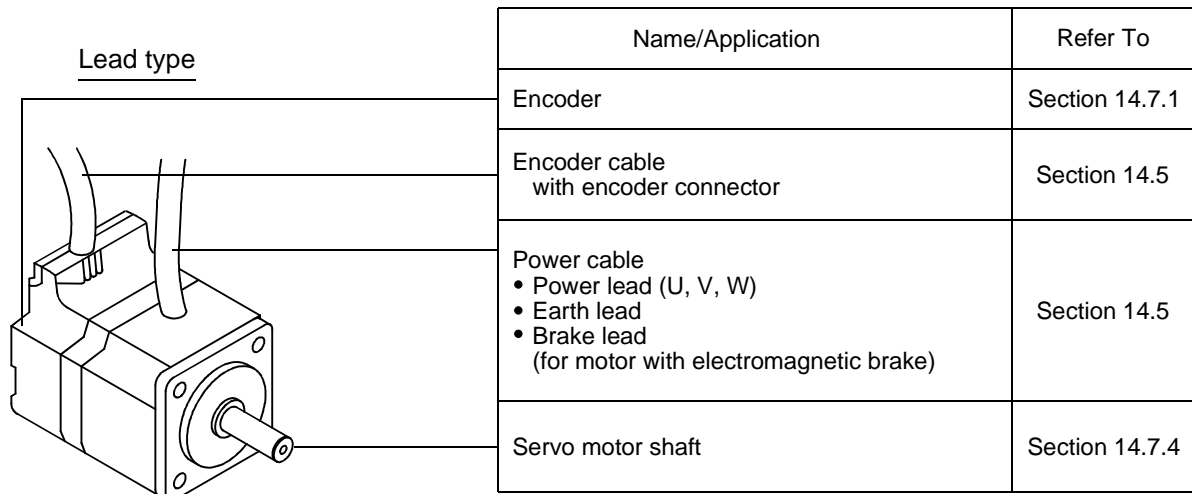 Lead type
Name/Application
Refer To
Encoder
Section 14.7.1
Encoder cable
with encoder connector
Section 14.5
Power cable
• Power lead (U, V, W)
• Earth lead
• Brake lead
(for motor with electromagnetic brake)
Section 14.5
Servo motor shaft
Section 14.7.4